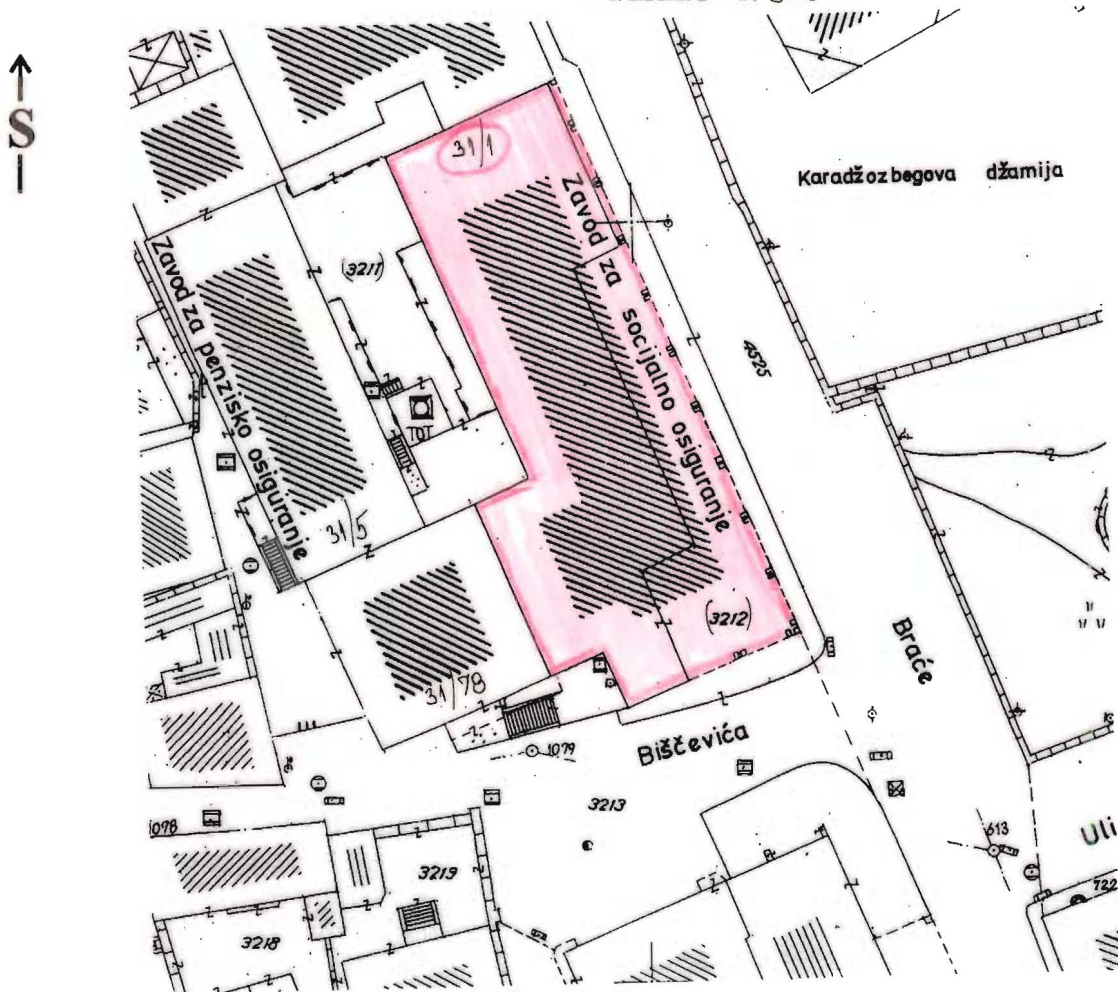 S
31/1
Karadžozbegova džamija
Zavod za socijalno osiguranje
(3211)
Zavod za penzisko osiguranje
4525
31/5
(3212)
Braće
31/78
Biščevića
1079
3213
1078
613
Uli
722
3219
3218